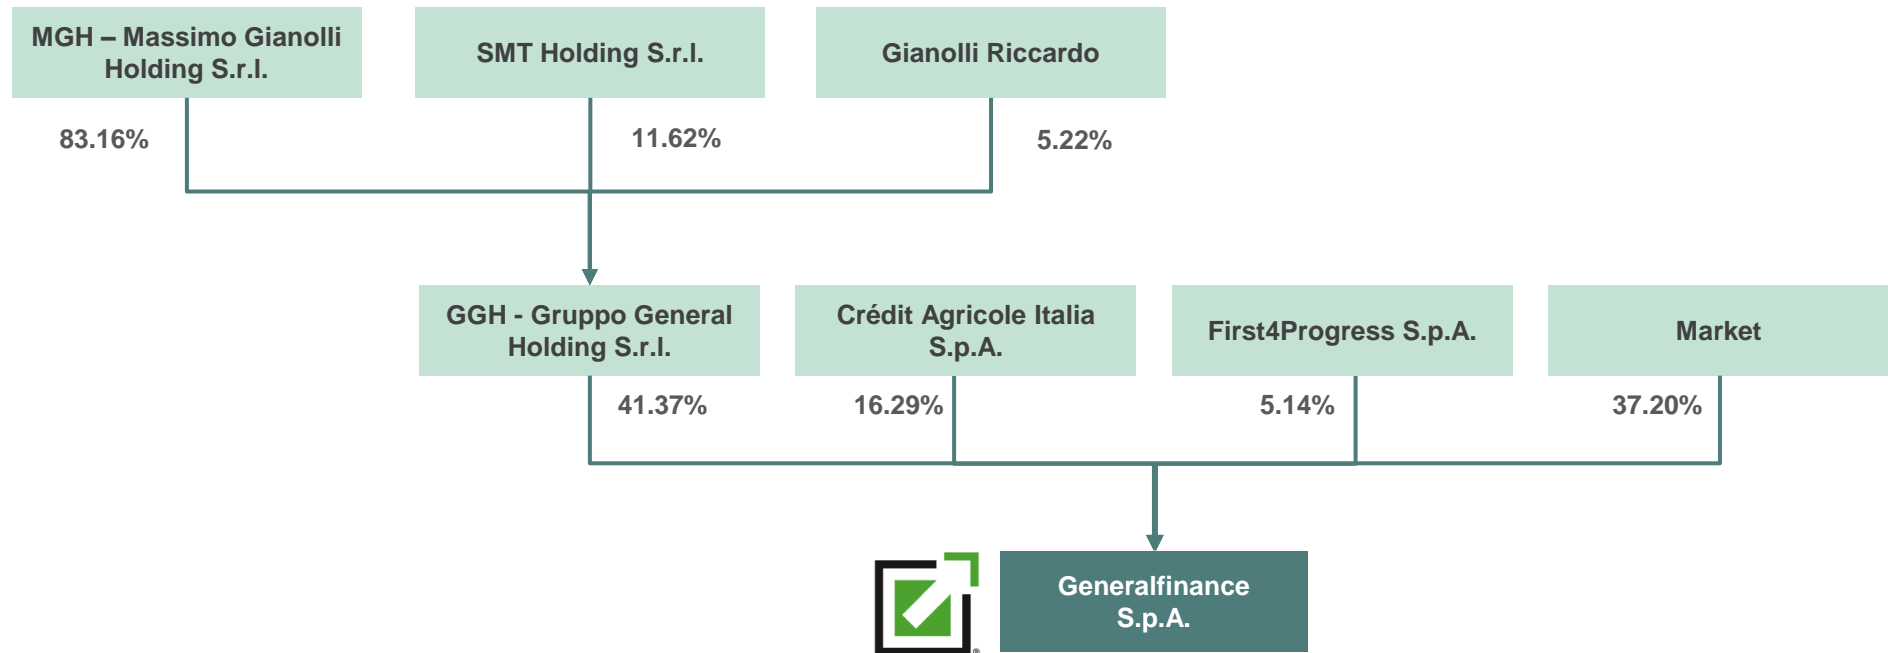 MGH – Massimo Gianolli
Holding S.r.l.
SMT Holding S.r.l.
Gianolli Riccardo
83.16%
11.62%
5.22%
GGH - Gruppo General
Holding S.r.l.
Crédit Agricole Italia
S.p.A.
First4Progress S.p.A.
Market
41.37%
16.29%
5.14%
37.20%
Generalfinance
S.p.A.
®